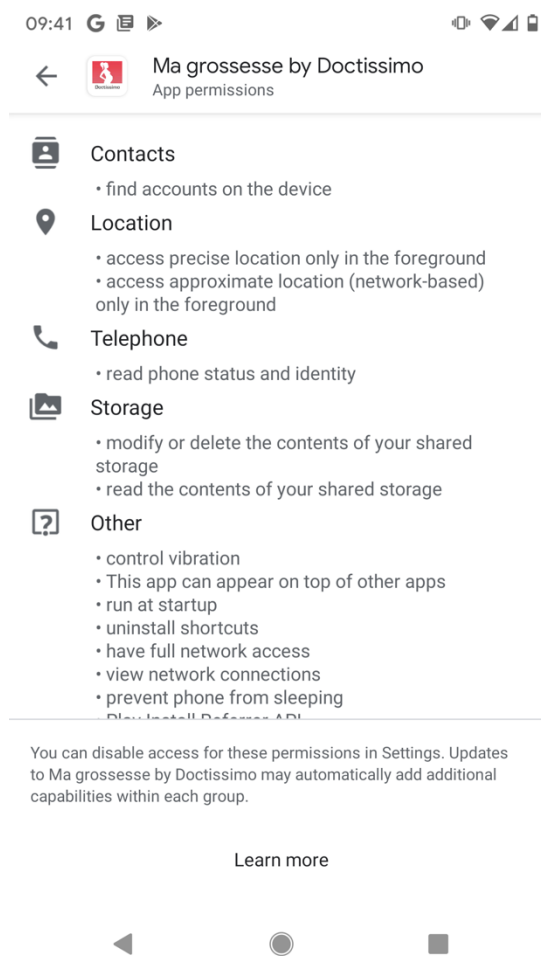 09:41
Ma grossesse by Doctissimo
App permissions
Doctissimo
Contacts
• find accounts on the device
Location
• access precise location only in the foreground
• access approximate location (network-based)
only in the foreground
Telephone
• read phone status and identity
Storage
• modify or delete the contents of your shared
storage
• read the contents of your shared storage
Other
• control vibration
• This app can appear on top of other apps
• run at startup
• uninstall shortcuts
• have full network access
• view network connections
• prevent phone from sleeping
• Play Install Referrer API
You can disable access for these permissions in Settings. Updates
to Ma grossesse by Doctissimo may automatically add additional
capabilities within each group.
Learn more